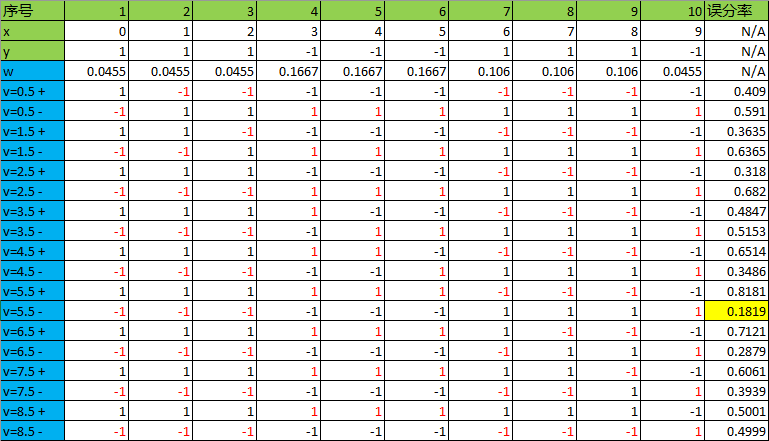 序号 1 2 3 4 5 6 7 8 9 10 误分率
x 0 1 2 3 4 5 6 7 8 9 N/A
y 1 1 1 -1 -1 -1 1 1 1 -1 N/A
w 0.0455 0.0455 0.0455 0.1667 0.1667 0.1667 0.106 0.106 0.106 0.0455 N/A
v=0.5 + 1 -1 -1 -1 -1 -1 -1 -1 -1 -1 0.409
v=0.5 - -1 1 1 1 1 1 1 1 1 1 0.591
v=1.5 + 1 1 -1 -1 -1 -1 -1 -1 -1 -1 0.3635
v=1.5 - -1 -1 1 1 1 1 1 1 1 1 0.6365
v=2.5 + 1 1 1 -1 -1 -1 -1 -1 -1 -1 0.318
v=2.5 - -1 -1 -1 1 1 1 1 1 1 1 0.682
v=3.5 + 1 1 1 1 -1 -1 -1 -1 -1 -1 0.4847
v=3.5 - -1 -1 -1 -1 1 1 1 1 1 1 0.5153
v=4.5 + 1 1 1 1 1 -1 -1 -1 -1 -1 0.6514
v=4.5 - -1 -1 -1 -1 -1 1 1 1 1 1 0.3486
v=5.5 + 1 1 1 1 1 1 -1 -1 -1 -1 0.8181
v=5.5 - -1 -1 -1 -1 -1 -1 1 1 1 1 0.1819
v=6.5 + 1 1 1 1 1 1 1 -1 -1 -1 0.7121
v=6.5 - -1 -1 -1 -1 -1 -1 -1 1 1 1 0.2879
v=7.5 + 1 1 1 1 1 1 1 1 -1 -1 0.6061
v=7.5 - -1 -1 -1 -1 -1 -1 -1 -1 1 1 0.3939
v=8.5 + 1 1 1 1 1 1 1 1 1 -1 0.5001
v=8.5 - -1 -1 -1 -1 -1 -1 -1 -1 -1 1 0.4999